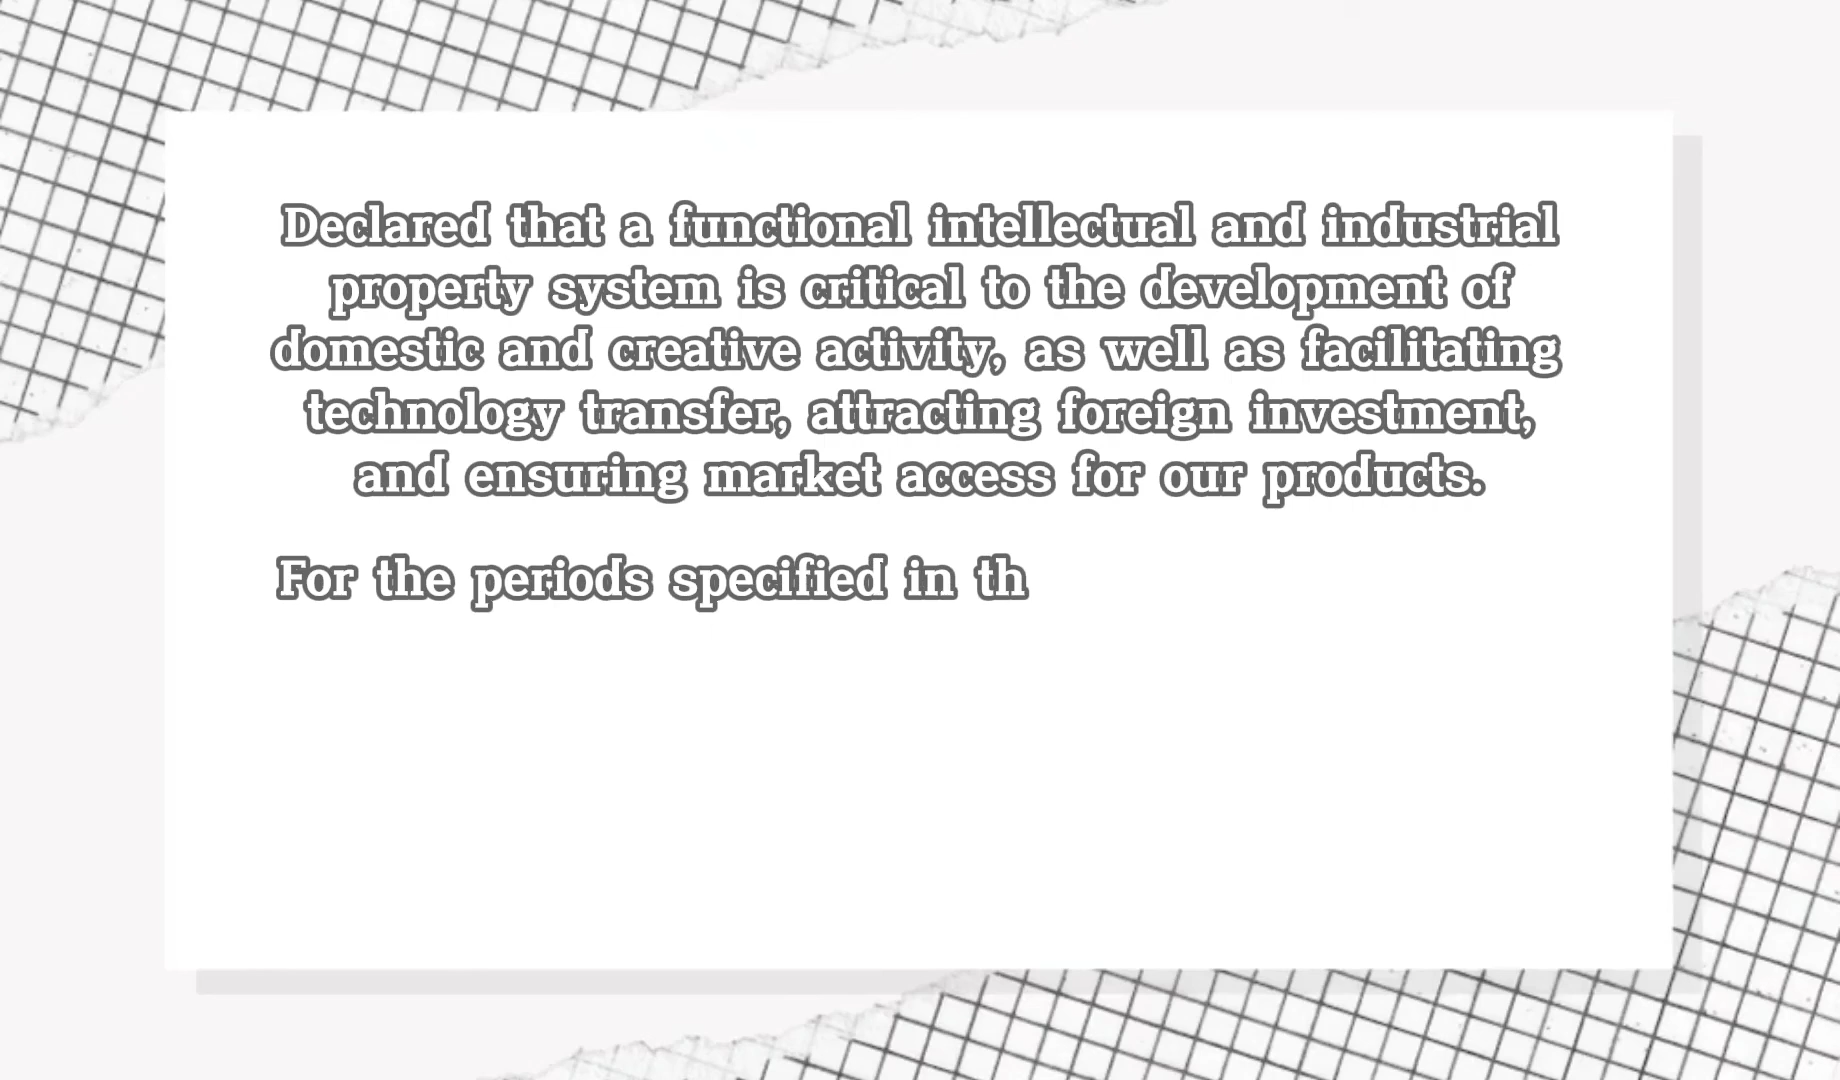 Declared that a functional intellectual and industrial
property system is critical to the development of
domestic and creative activity, as well as facilitating
technology transfer, attracting foreign investment,
and ensuring market access for our products.
For the periods specified in th